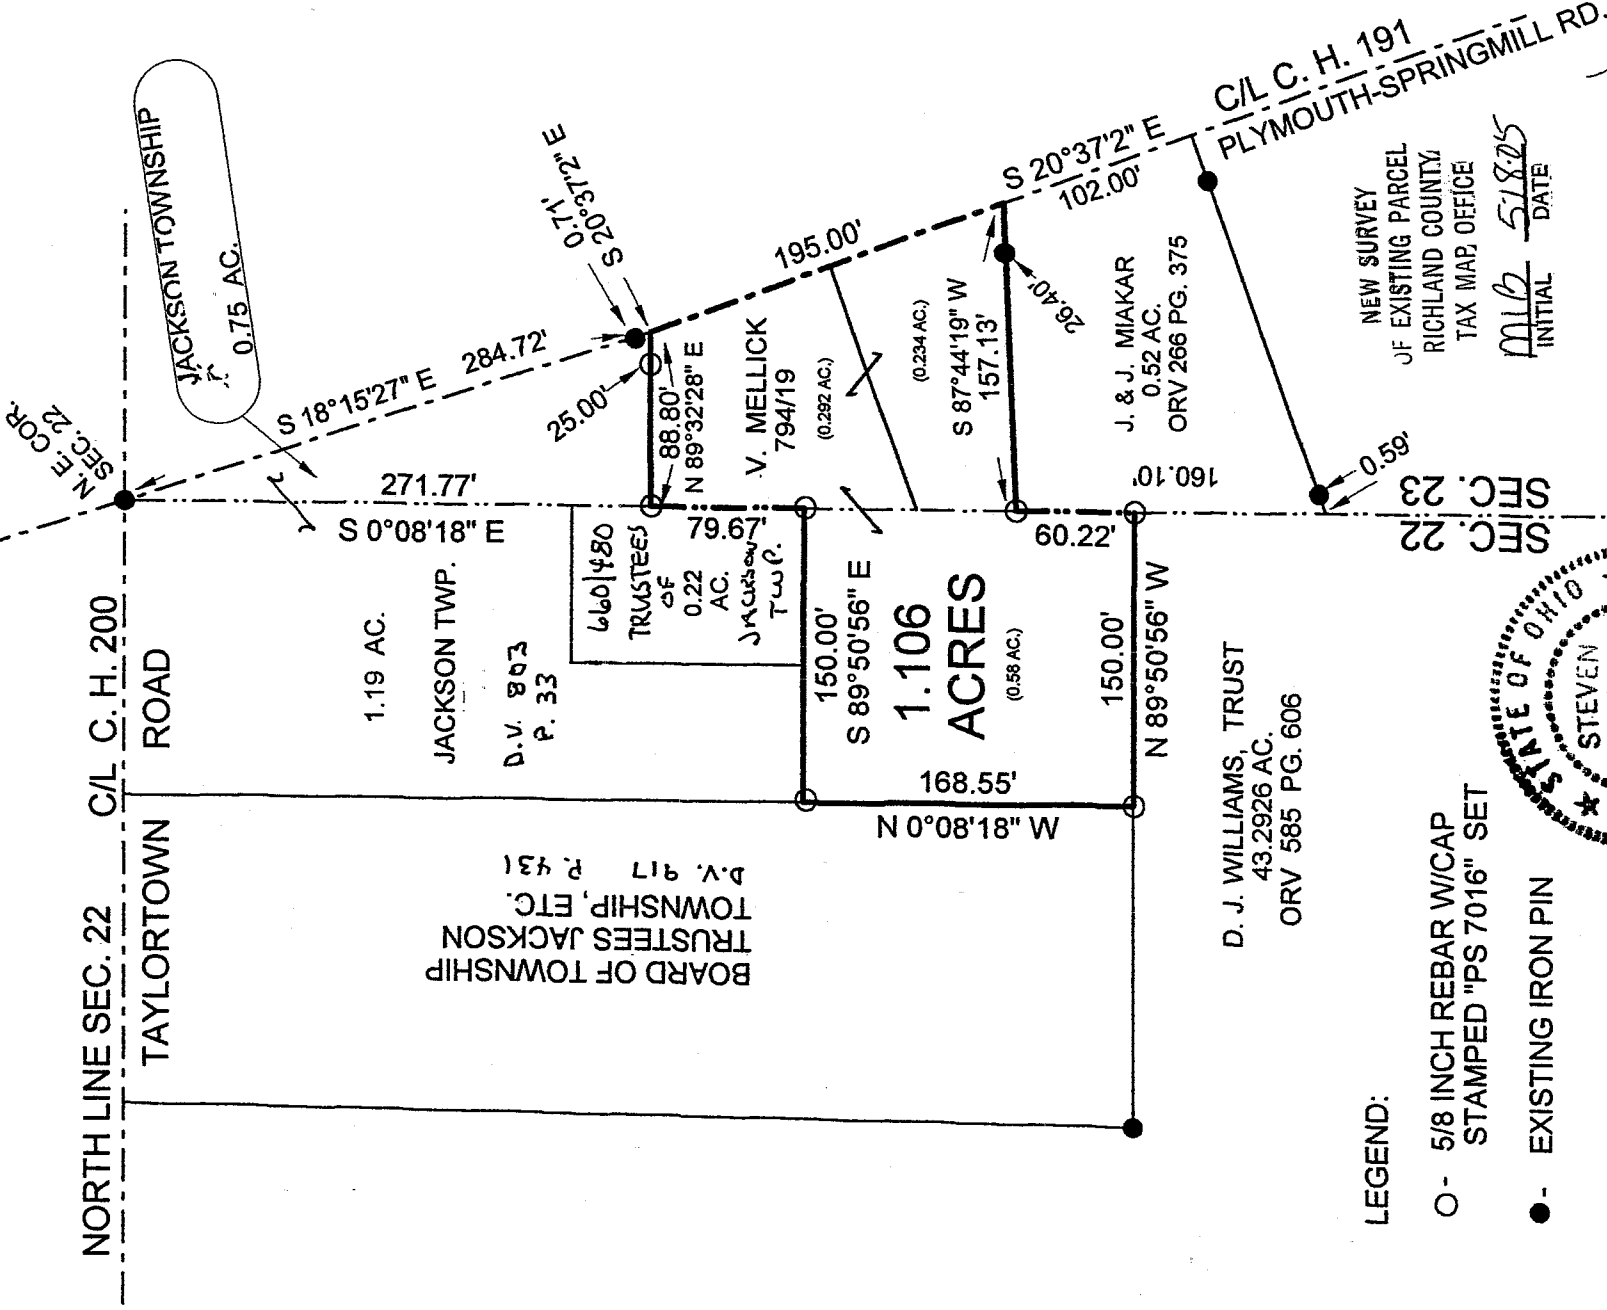 N. E. COR.
SEC. 22
JACKSON TOWNSHIP
0.75 AC.
NORTH LINE SEC. 22
C/L C. H. 200
TAYLORTOWN ROAD
S 18°15'27" E 284.72'
0.71'
S 20°37'2" E
25.00'
88.80'
N 89°32'28" E
271.77'
S 0°08'18" E
195.00'
S 20°37'2" E
102.00'
C/L C. H. 191
PLYMOUTH-SPRINGMILL RD.
V. MELLICK
794/19
(0.292 AC.)
(0.234 AC.)
S 87°44'19" W
157.13'
26.40'
J. & J. MIAKAR
0.52 AC.
ORV 266 PG. 375
160.10'
0.59'
SEC. 23
SEC. 22
79.67'
60.22'
660/480
TRUSTEES
OF
0.22
AC.
JACKSON
TWP.
1.19 AC.
JACKSON TWP.
D.V. 803
P. 33
150.00'
S 89°50'56" E
1.106
ACRES
(0.58 AC.)
150.00'
N 89°50'56" W
168.55'
N 0°08'18" W
BOARD OF TOWNSHIP
TRUSTEES JACKSON
TOWNSHIP, ETC.
D.V. 917 P. 431
D. J. WILLIAMS, TRUST
43.2926 AC.
ORV 585 PG. 606
NEW SURVEY
OF EXISTING PARCEL
RICHLAND COUNTY
TAX MAP OFFICE
MLB 5-18-05
INITIAL DATE
STATE OF OHIO
STEVEN
LEGEND:
O - 5/8 INCH REBAR W/CAP
STAMPED "PS 7016" SET
● - EXISTING IRON PIN